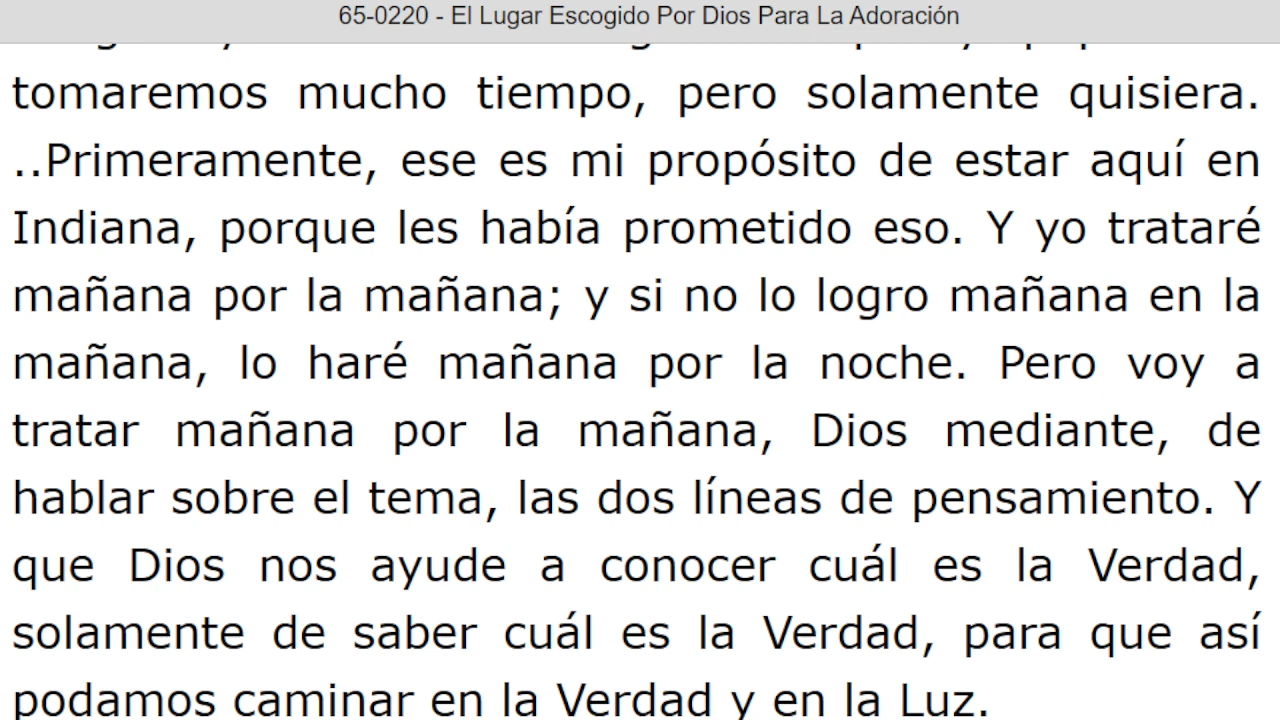 65-0220 - El Lugar Escogido Por Dios Para La Adoración
tomaremos mucho tiempo, pero solamente quisiera.
..Primeramente, ese es mi propósito de estar aquí en
Indiana, porque les había prometido eso. Y yo trataré
mañana por la mañana; y si no lo logro mañana en la
mañana, lo haré mañana por la noche. Pero voy a
tratar mañana por la mañana, Dios mediante, de
hablar sobre el tema, las dos líneas de pensamiento. Y
que Dios nos ayude a conocer cuál es la Verdad,
solamente de saber cuál es la Verdad, para que así
podamos caminar en la Verdad y en la Luz.